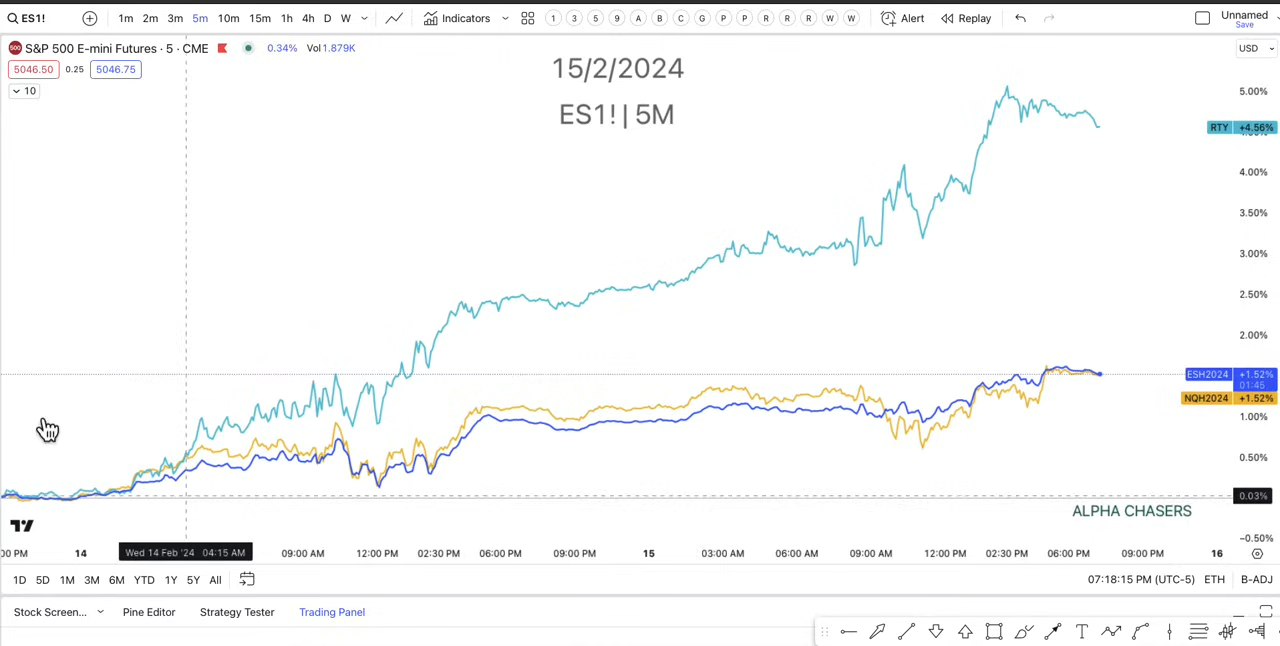 ES1!
1m 2m 3m 5m 10m 15m 1h 4h D W
Indicators
1 3 5 9 A B C G P P R R R W W
Alert
Replay
Unnamed
Save
500 S&P 500 E-mini Futures · 5 · CME 0.34% Vol 1.879K
USD
5046.50 0.25 5046.75
10
15/2/2024
ES1! | 5M
5.00%
RTY +4.56%
4.00%
3.50%
3.00%
2.50%
2.00%
ESH2024 +1.52%
01:45
NQH2024 +1.52%
1.00%
0.50%
0.03%
ALPHA CHASERS
−0.50%
:00 PM 14 Wed 14 Feb '24 04:15 AM 09:00 AM 12:00 PM 02:30 PM 06:00 PM 09:00 PM 15 03:00 AM 06:00 AM 09:00 AM 12:00 PM 02:30 PM 06:00 PM 09:00 PM 16
1D 5D 1M 3M 6M YTD 1Y 5Y All
07:18:15 PM (UTC-5) ETH B-ADJ
Stock Screen... Pine Editor Strategy Tester Trading Panel